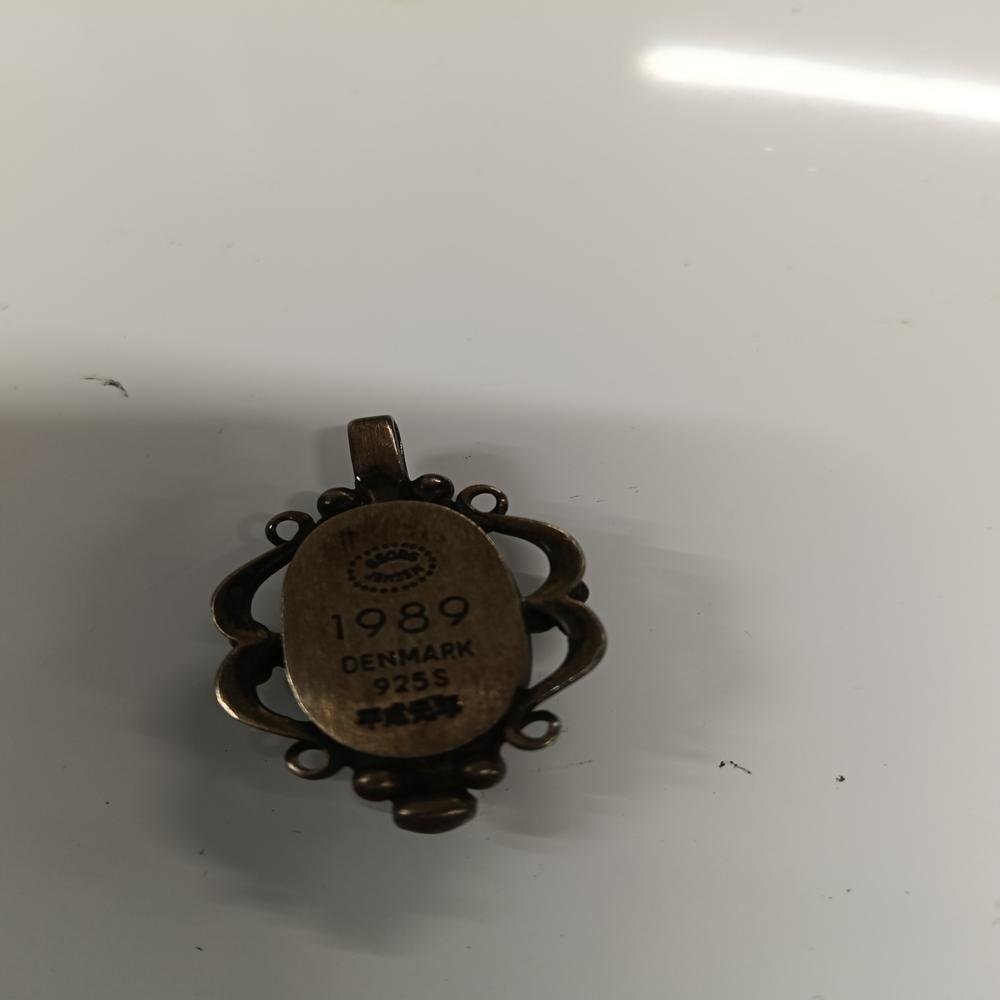 GEORG
JENSEN
1989
DENMARK
925S
平成元年